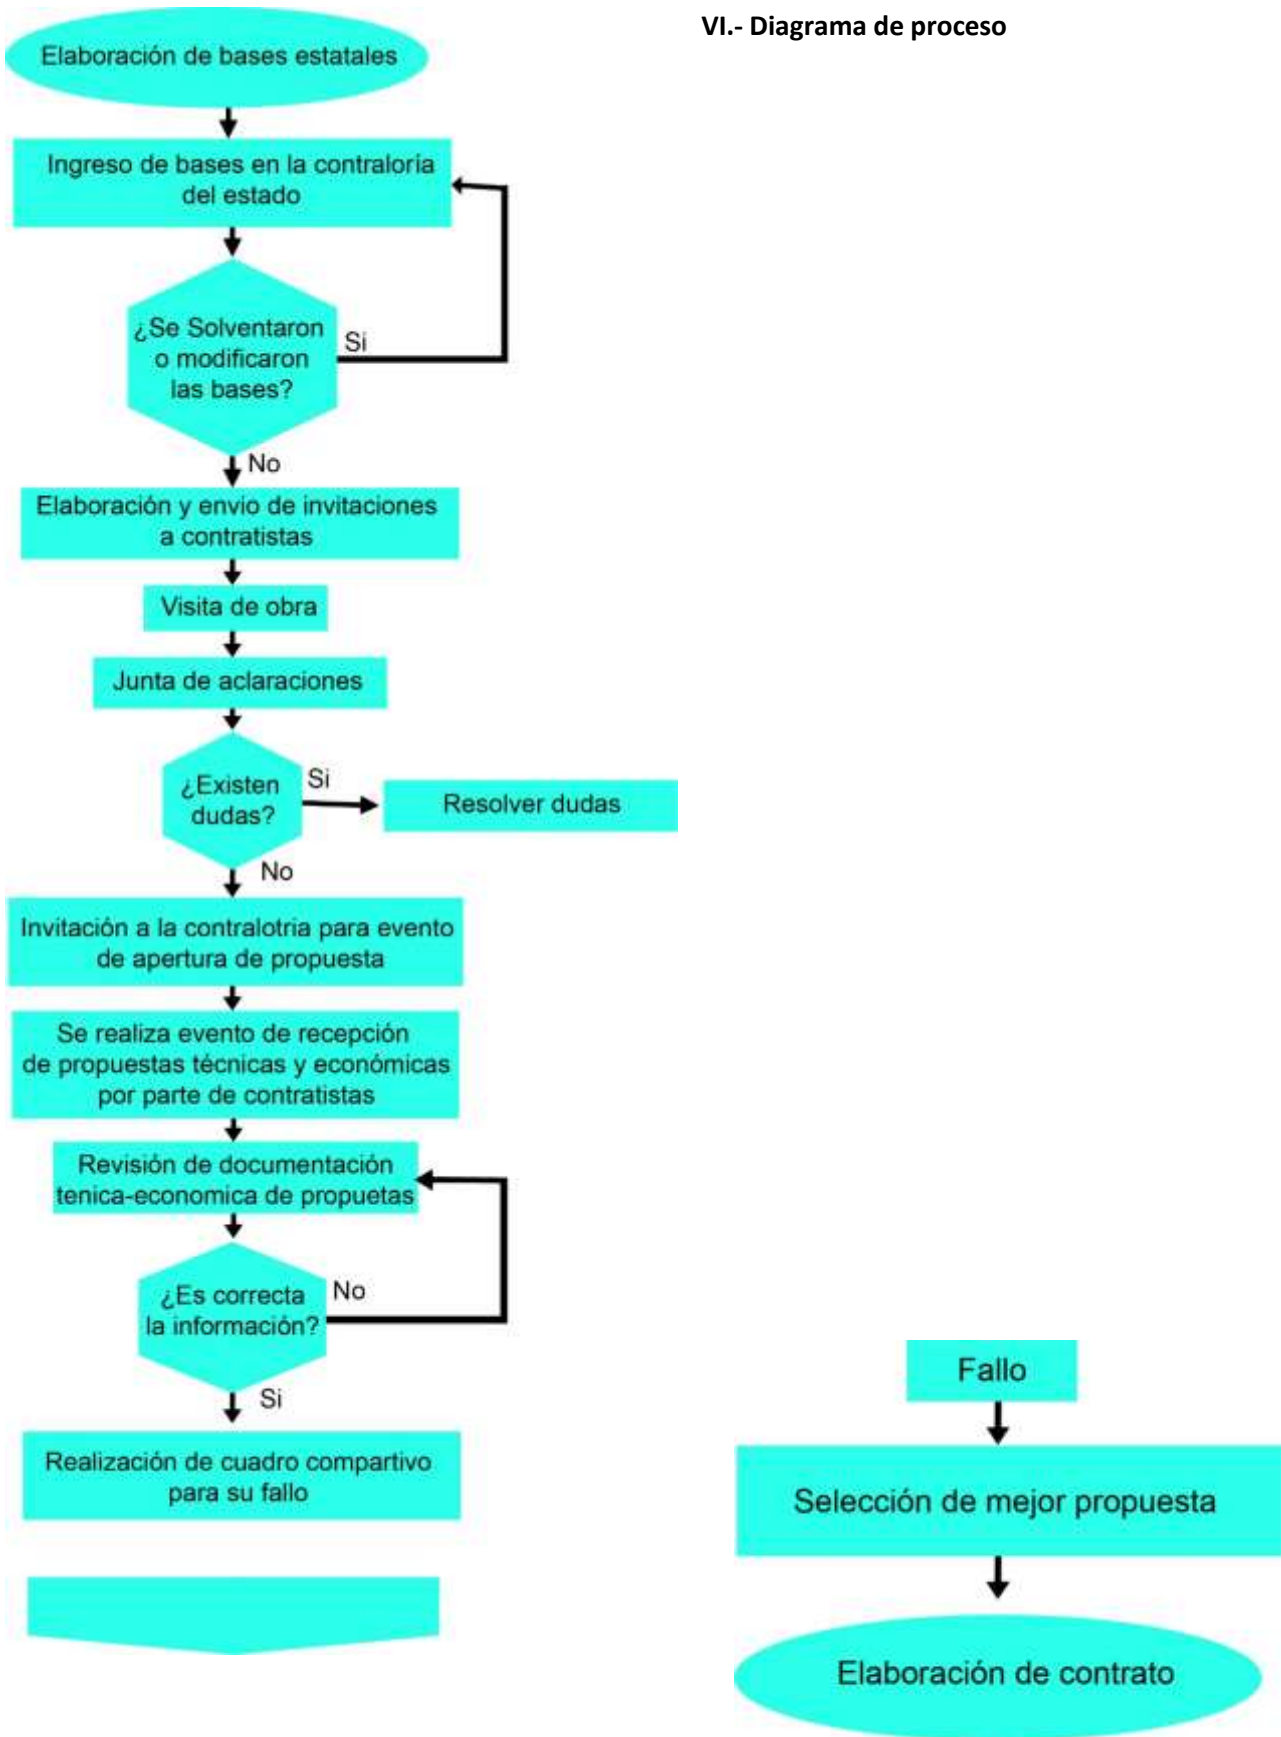 VI.- Diagrama de proceso
Elaboración de bases estatales
Ingreso de bases en la contraloría
del estado
¿Se Solventaron
o modificaron
las bases?
Si
No
Elaboración y envio de invitaciones
a contratistas
Visita de obra
Junta de aclaraciones
¿Existen
dudas?
Si
Resolver dudas
No
Invitación a la contralotria para evento
de apertura de propuesta
Se realiza evento de recepción
de propuestas técnicas y económicas
por parte de contratistas
Revisión de documentación
tenica-economica de propuetas
¿Es correcta
la información?
No
Si
Realización de cuadro compartivo
para su fallo
Fallo
Selección de mejor propuesta
Elaboración de contrato